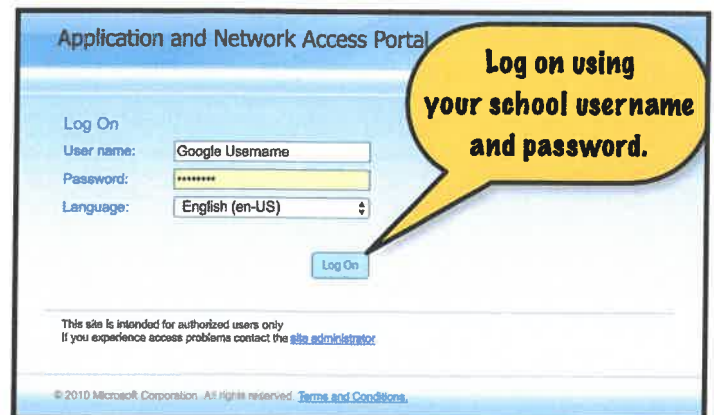 Application and Network Access Portal
Log on using
your school username
and password.
Log On
User name: Google Username
Password: ********
Language: English (en-US)
Log On
This site is intended for authorized users only
If you experience access problems contact the site administrator
© 2010 Microsoft Corporation. All rights reserved. Terms and Conditions.